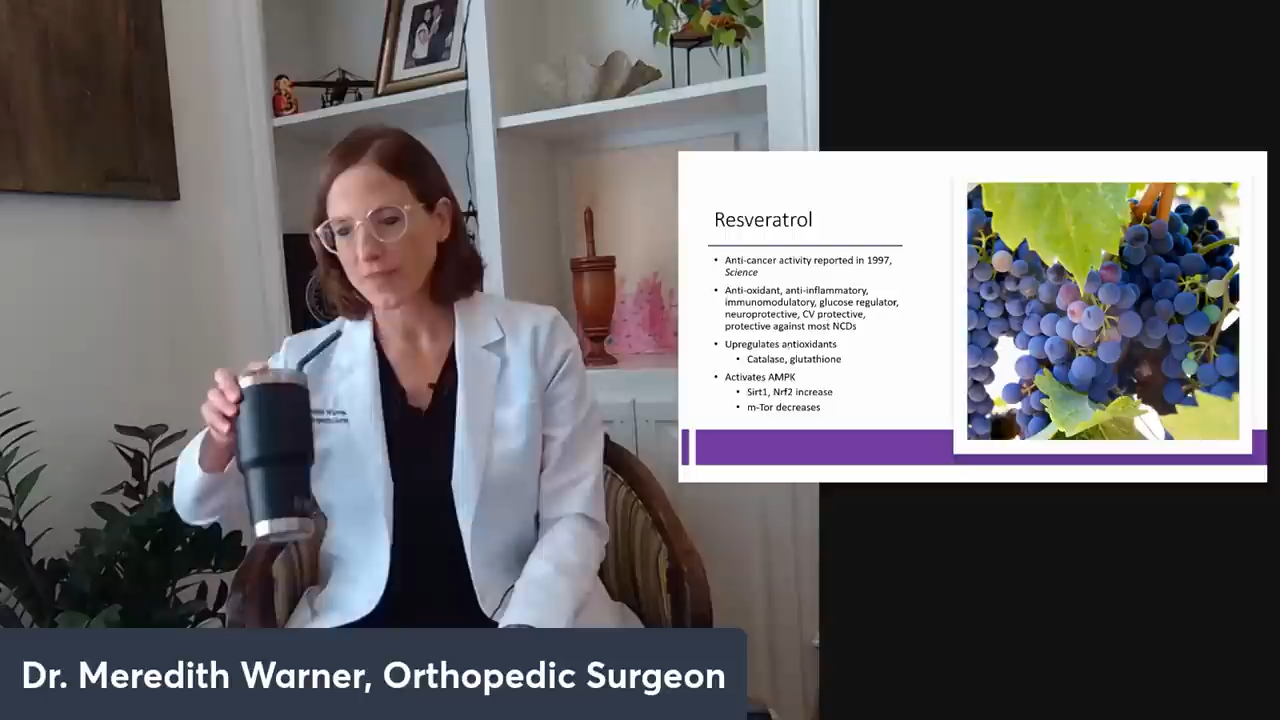 Resveratrol
• Anti-cancer activity reported in 1997,
Science
• Anti-oxidant, anti-inflammatory,
immunomodulatory, glucose regulator,
neuroprotective, CV protective,
protective against most NCDs
• Upregulates antioxidants
• Catalase, glutathione
• Activates AMPK
• Sirt1, Nrf2 increase
• m-Tor decreases
Dr. Meredith Warner, Orthopedic Surgeon